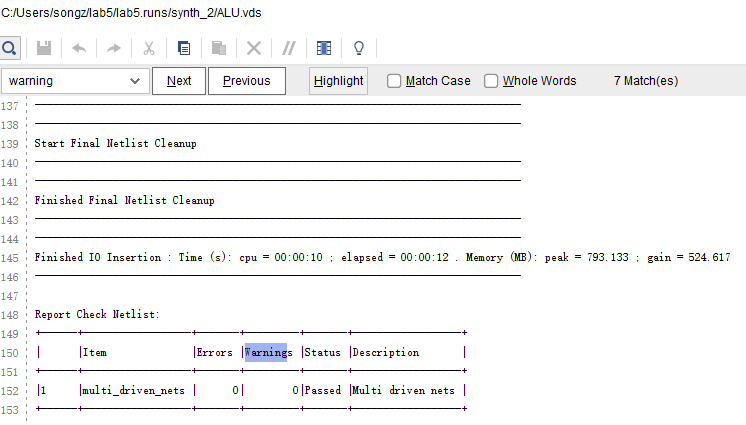 C:/Users/songz/lab5/lab5.runs/synth_2/ALU.vds
warning Next Previous Highlight Match Case Whole Words 7 Match(es)
137
138
139 Start Final Netlist Cleanup
140
141
142 Finished Final Netlist Cleanup
143
144
145 Finished IO Insertion : Time (s): cpu = 00:00:10 ; elapsed = 00:00:12 . Memory (MB): peak = 793.133 ; gain = 524.617
146
147
148 Report Check Netlist:
149 +------+------------------+-------+---------+-------+------------------+
150 | |Item |Errors |Warnings |Status |Description |
151 +------+------------------+-------+---------+-------+------------------+
152 |1 |multi_driven_nets | 0| 0|Passed |Multi driven nets |
153 +------+------------------+-------+---------+-------+------------------+